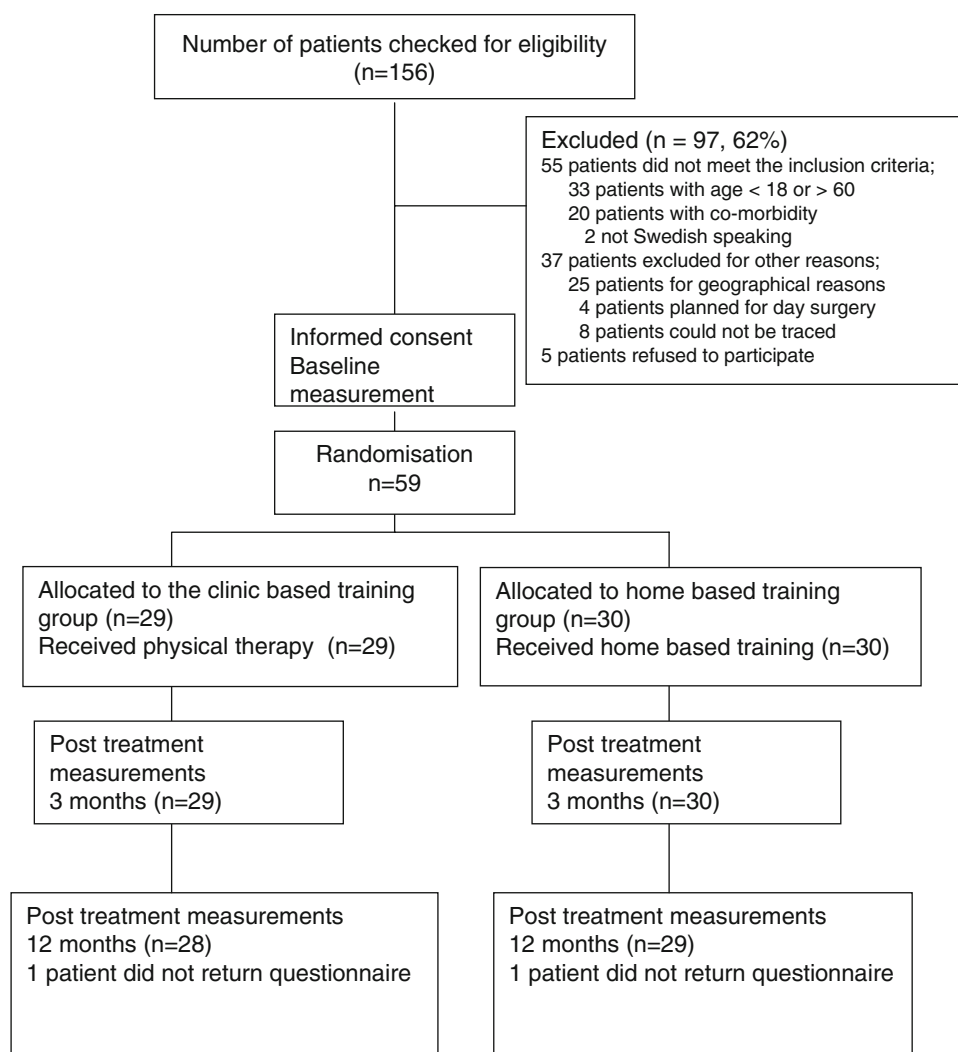 Number of patients checked for eligibility
(n=156)
Excluded (n = 97, 62%)
55 patients did not meet the inclusion criteria;
33 patients with age < 18 or > 60
20 patients with co-morbidity
2 not Swedish speaking
37 patients excluded for other reasons;
25 patients for geographical reasons
4 patients planned for day surgery
8 patients could not be traced
5 patients refused to participate
Informed consent
Baseline
measurement
Randomisation
n=59
Allocated to the clinic based training
group (n=29)
Received physical therapy (n=29)
Allocated to home based training
group (n=30)
Received home based training (n=30)
Post treatment
measurements
3 months (n=29)
Post treatment
measurements
3 months (n=30)
Post treatment measurements
12 months (n=28)
1 patient did not return questionnaire
Post treatment measurements
12 months (n=29)
1 patient did not return questionnaire